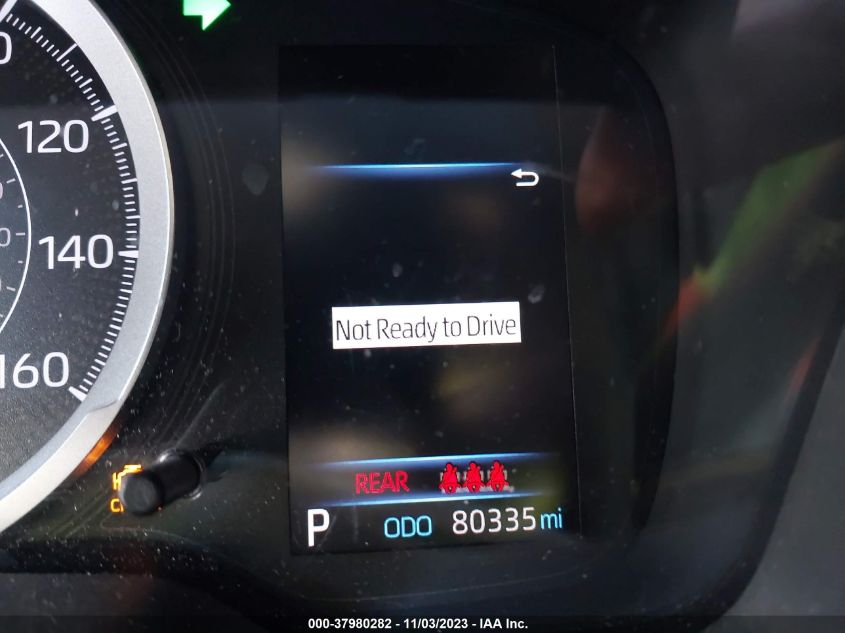 120
140
160
Not Ready to Drive
REAR
P ODO 80335 mi
000-37980282 - 11/03/2023 - IAA Inc.